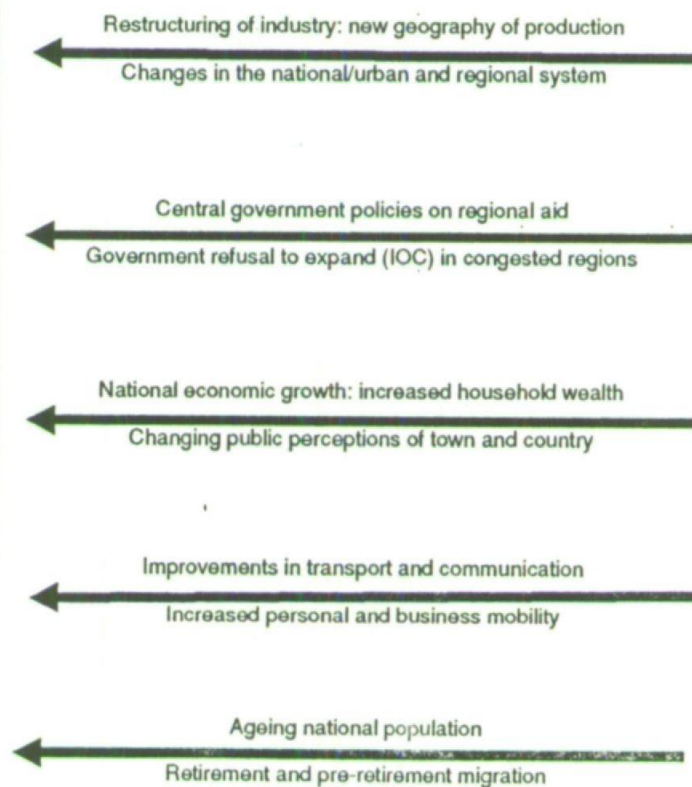 Restructuring of industry: new geography of production
Changes in the national/urban and regional system
Central government policies on regional aid
Government refusal to expand (IOC) in congested regions
National economic growth: increased household wealth
Changing public perceptions of town and country
Improvements in transport and communication
Increased personal and business mobility
Ageing national population
Retirement and pre-retirement migration